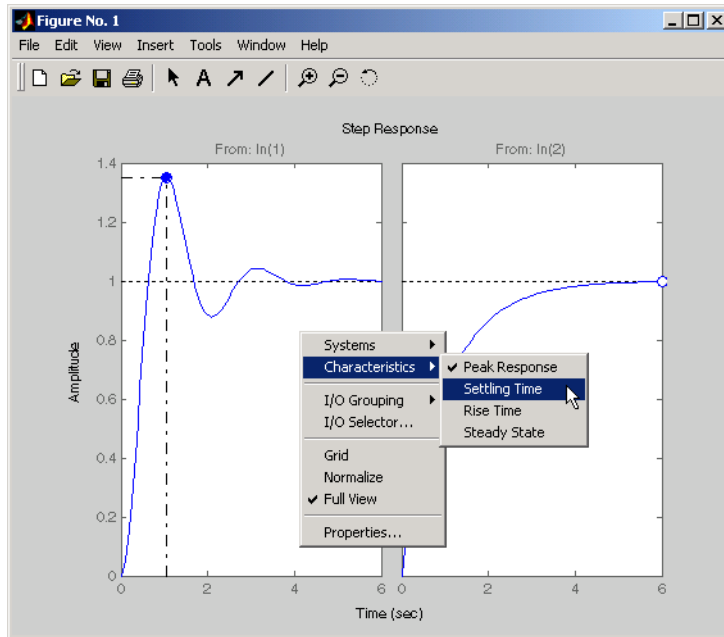 Figure No. 1
File Edit View Insert Tools Window Help
A
Step Response
From: In(1)
From: In(2)
1.4
1.2
1
0.8
0.6
0.4
0.2
0
Amplitude
Systems
Characteristics
I/O Grouping
I/O Selector...
Grid
Normalize
Full View
Properties...
Peak Response
Settling Time
Rise Time
Steady State
0 2 4 6 0 2 4 6
Time (sec)